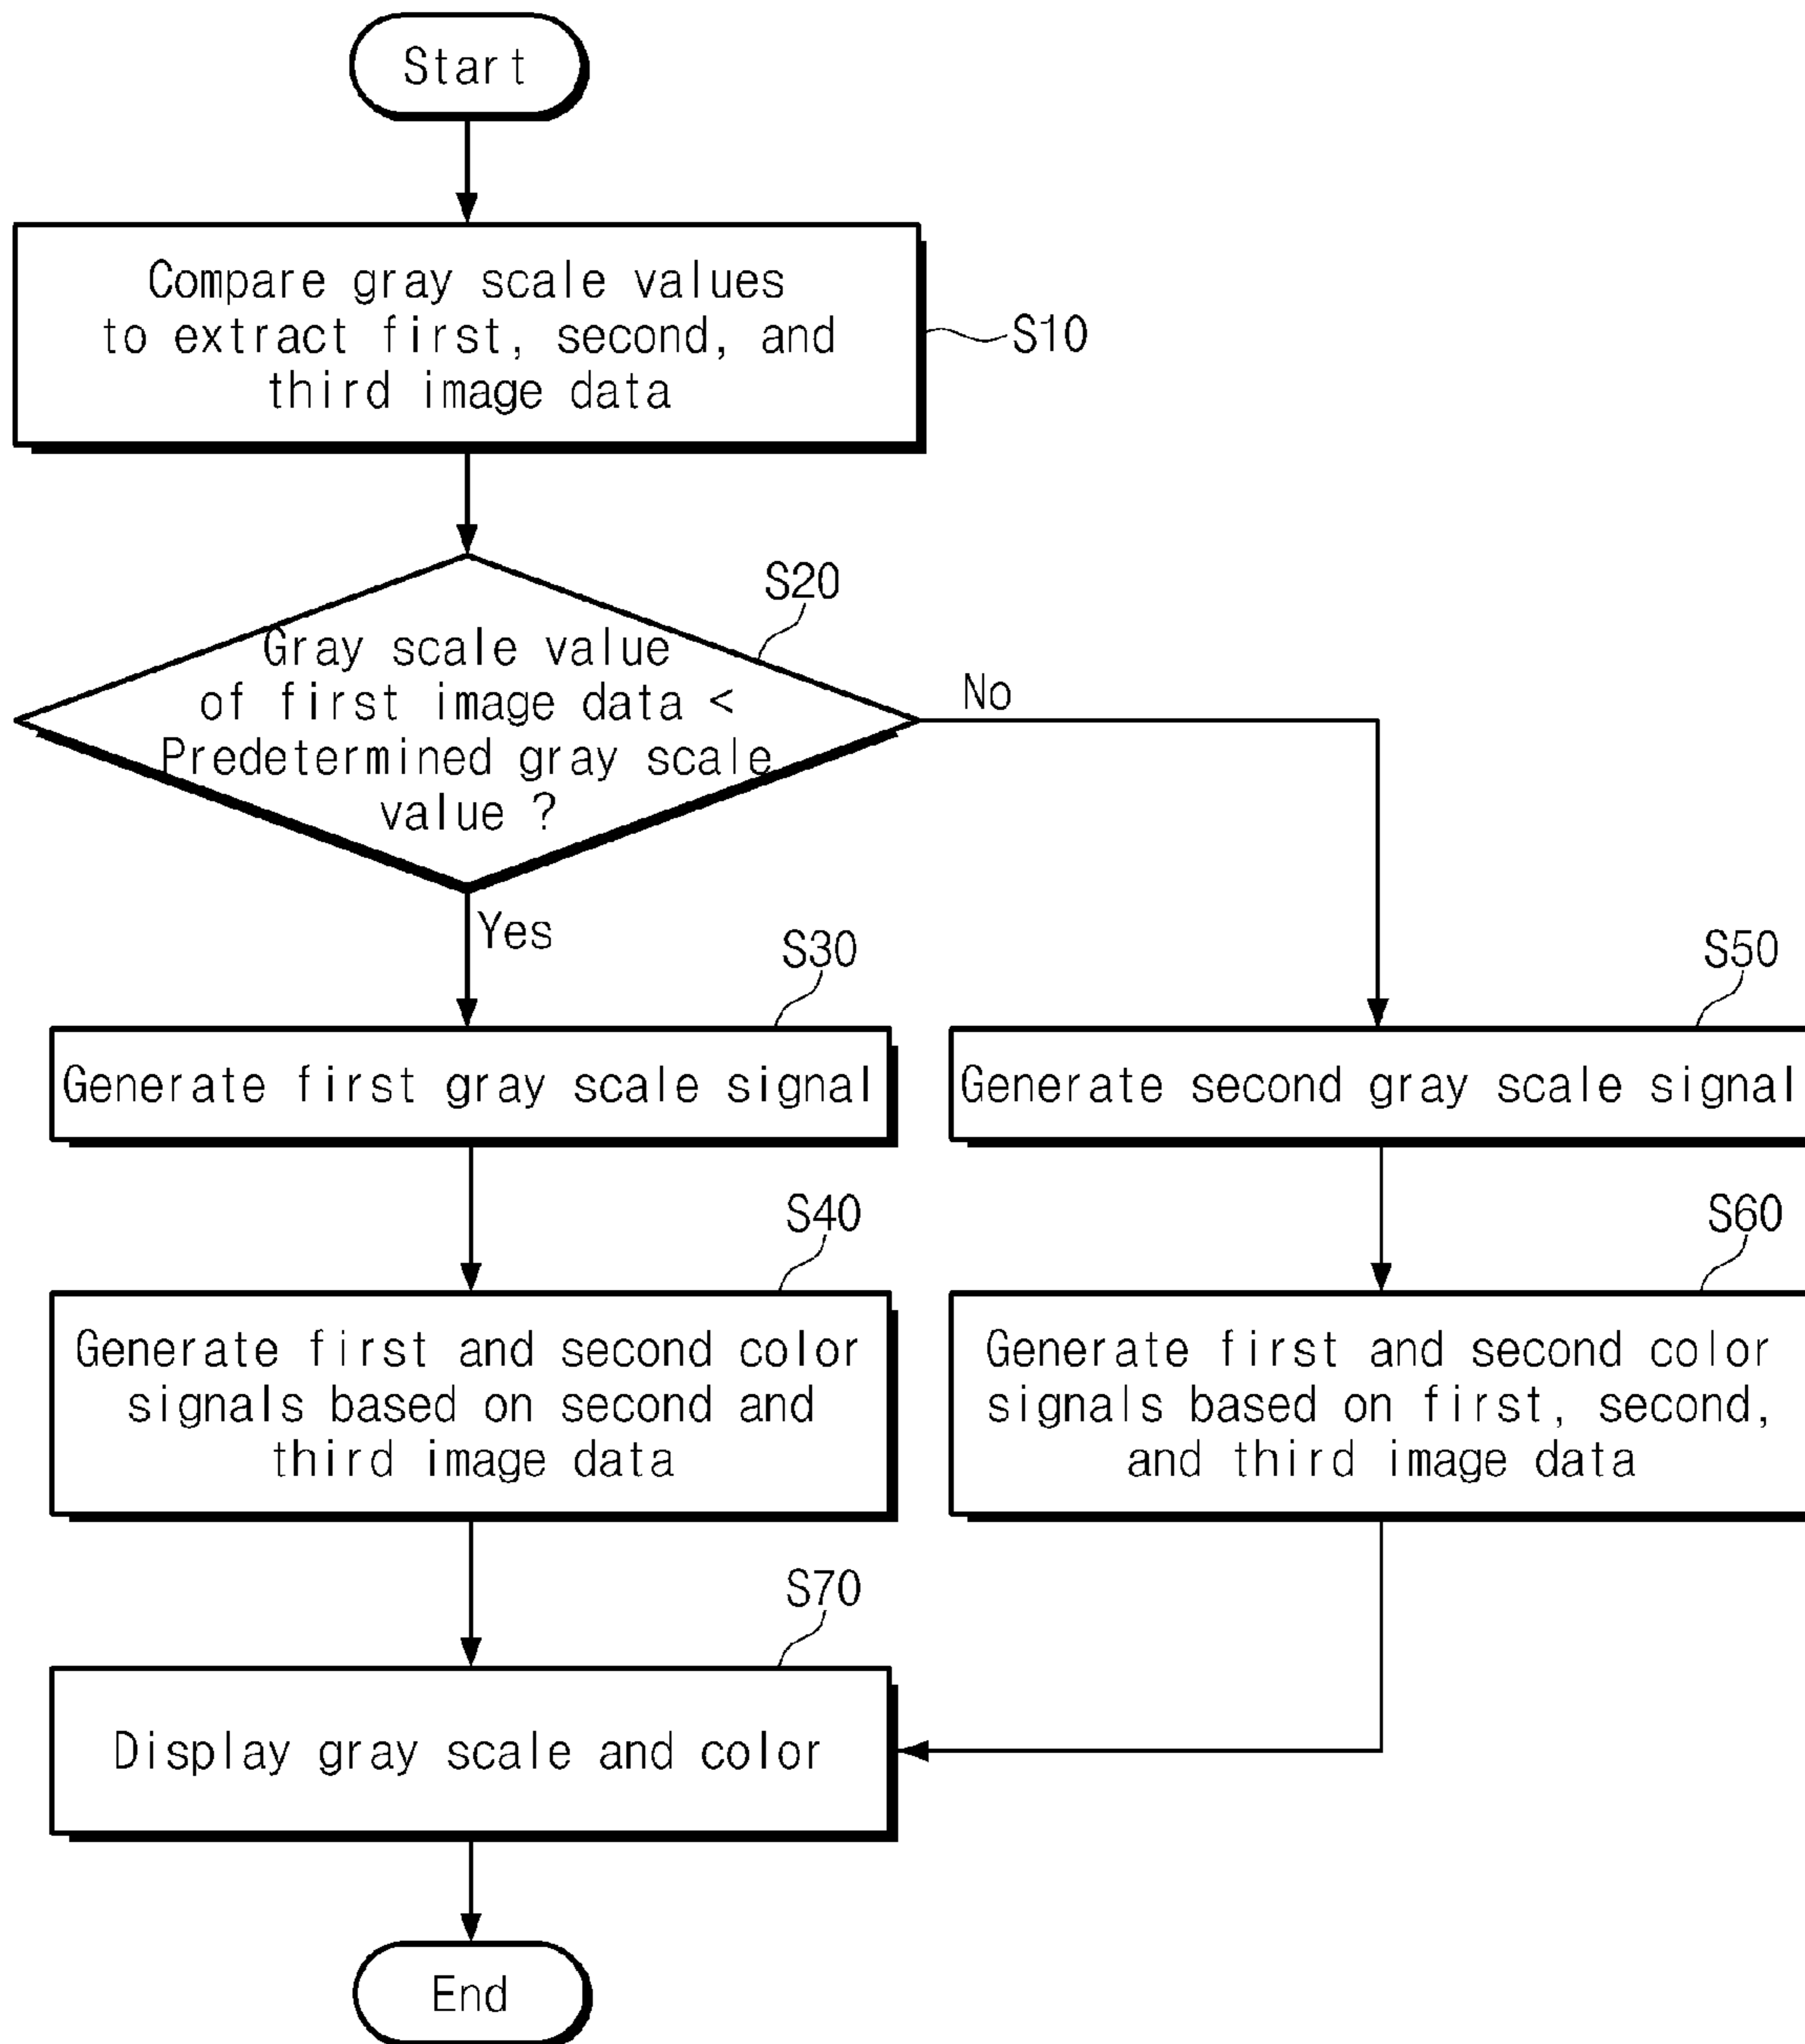 Start
Compare gray scale values
to extract first, second, and
third image data
S10
S20
Gray scale value
of first image data <
Predetermined gray scale
value ?
No
Yes
S30
Generate first gray scale signal
S50
Generate second gray scale signal
S40
Generate first and second color
signals based on second and
third image data
S60
Generate first and second color
signals based on first, second,
and third image data
S70
Display gray scale and color
End